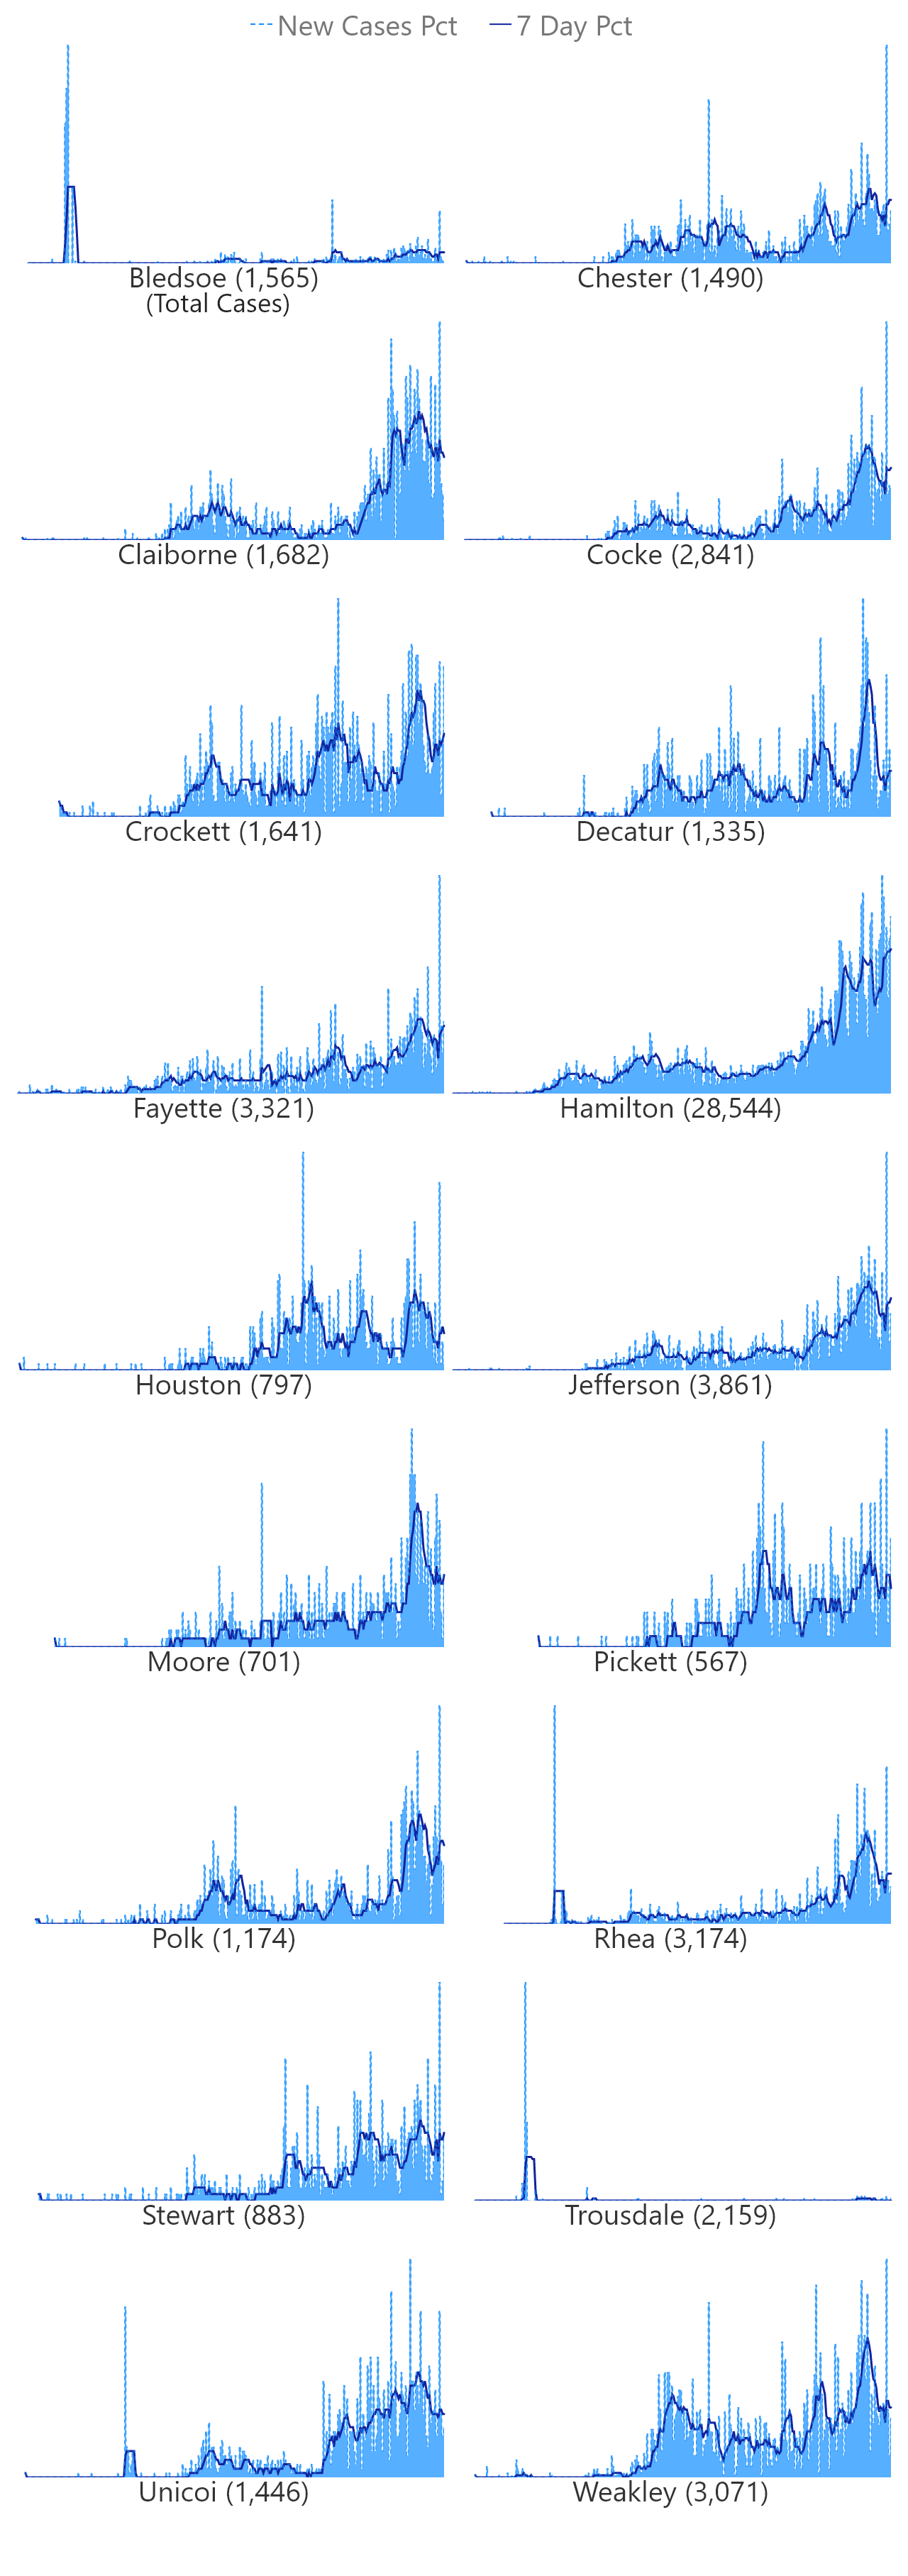 New Cases Pct 7 Day Pct
Bledsoe (1,565) Chester (1,490)
(Total Cases)
Claiborne (1,682) Cocke (2,841)
Crockett (1,641) Decatur (1,335)
Fayette (3,321) Hamilton (28,544)
Houston (797) Jefferson (3,861)
Moore (701) Pickett (567)
Polk (1,174) Rhea (3,174)
Stewart (883) Trousdale (2,159)
Unicoi (1,446) Weakley (3,071)